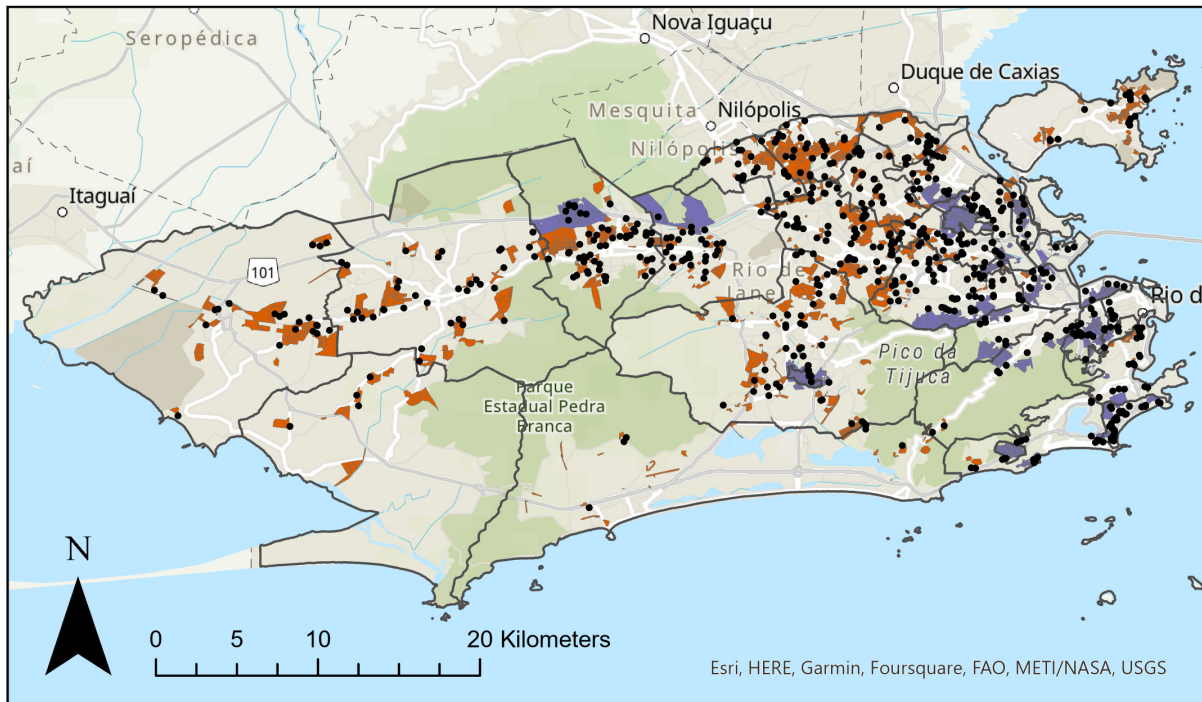 Nova Iguaçu
Seropédica
Duque de Caxias
Mesquita
Nilópolis
Nilópolis
aí
Itaguaí
101
Rio de
Jane
Rio d
Pico da
Tijuca
Parque
Estadual Pedra
Branca
N
0 5 10 20 Kilometers
Esri, HERE, Garmin, Foursquare, FAO, METI/NASA, USGS